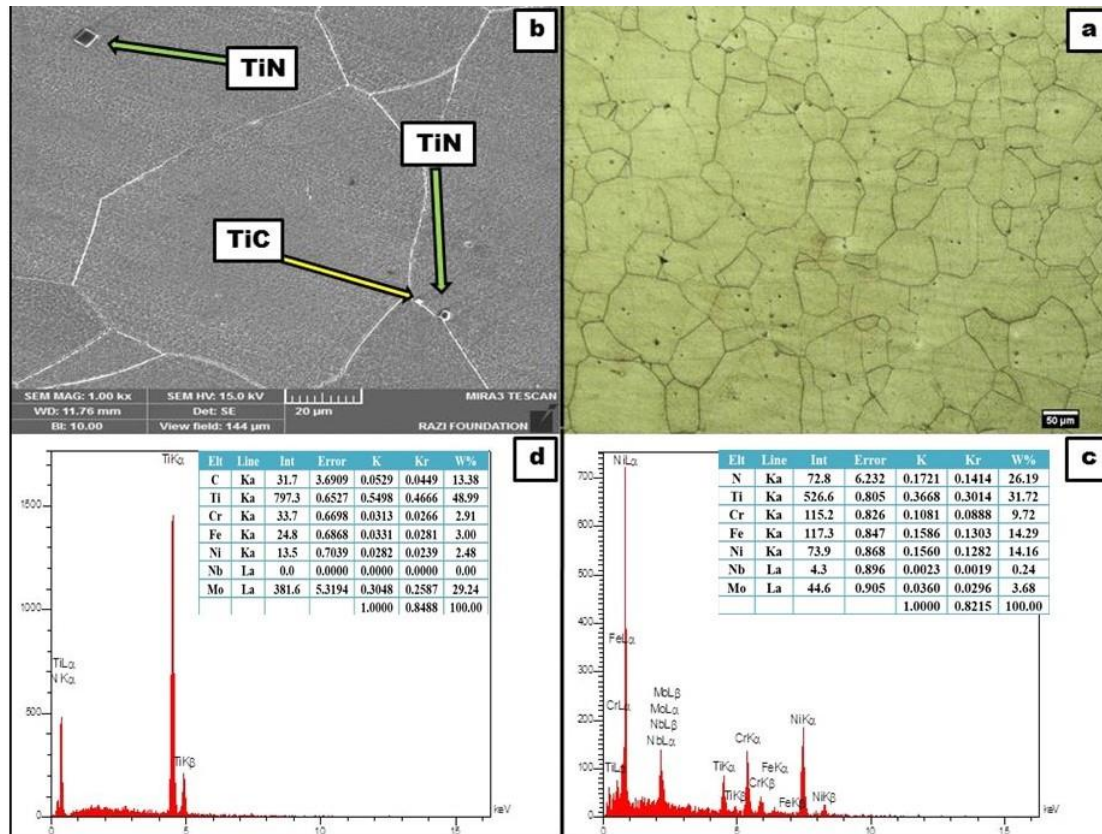 b
TiN
TiN
TiC
SEM MAG: 1.00 kx
SEM HV: 15.0 kV
MIRA3 TESCAN
WD: 11.76 mm
Det: SE
20 µm
BI: 10.00
View field: 144 µm
RAZI FOUNDATION
a
50 µm
d
TiKα
Elt Line Int Error K Kr W%
C Ka 31.7 3.6909 0.0529 0.0449 13.38
Ti Ka 797.3 0.6527 0.5498 0.4666 48.99
Cr Ka 33.7 0.6698 0.0313 0.0266 2.91
Fe Ka 24.8 0.6868 0.0331 0.0281 3.00
Ni Ka 13.5 0.7039 0.0282 0.0239 2.48
Nb La 0.0 0.0000 0.0000 0.0000 0.00
Mo La 381.6 5.3194 0.3048 0.2587 29.24
1.0000 0.8488 100.00
1500
1000
TiLα
N Kα
500
TiKβ
0
0
5
10
15
keV
c
NiLα
Elt Line Int Error K Kr W%
N Ka 72.8 6.232 0.1721 0.1414 26.19
Ti Ka 526.6 0.805 0.3668 0.3014 31.72
Cr Ka 115.2 0.826 0.1081 0.0888 9.72
Fe Ka 117.3 0.847 0.1586 0.1303 14.29
Ni Ka 73.9 0.868 0.1560 0.1282 14.16
Nb La 4.3 0.896 0.0023 0.0019 0.24
Mo La 44.6 0.905 0.0360 0.0296 3.68
1.0000 0.8215 100.00
700
600
500
400
300
200
100
0
FeLα
CrLα
TiLα
MoLβ
MoLα
NbLβ
NbLα
TiKα
TiKβ
CrKα
CrKβ
FeKα
FeKβ
NiKα
NiKβ
0
5
10
15
keV